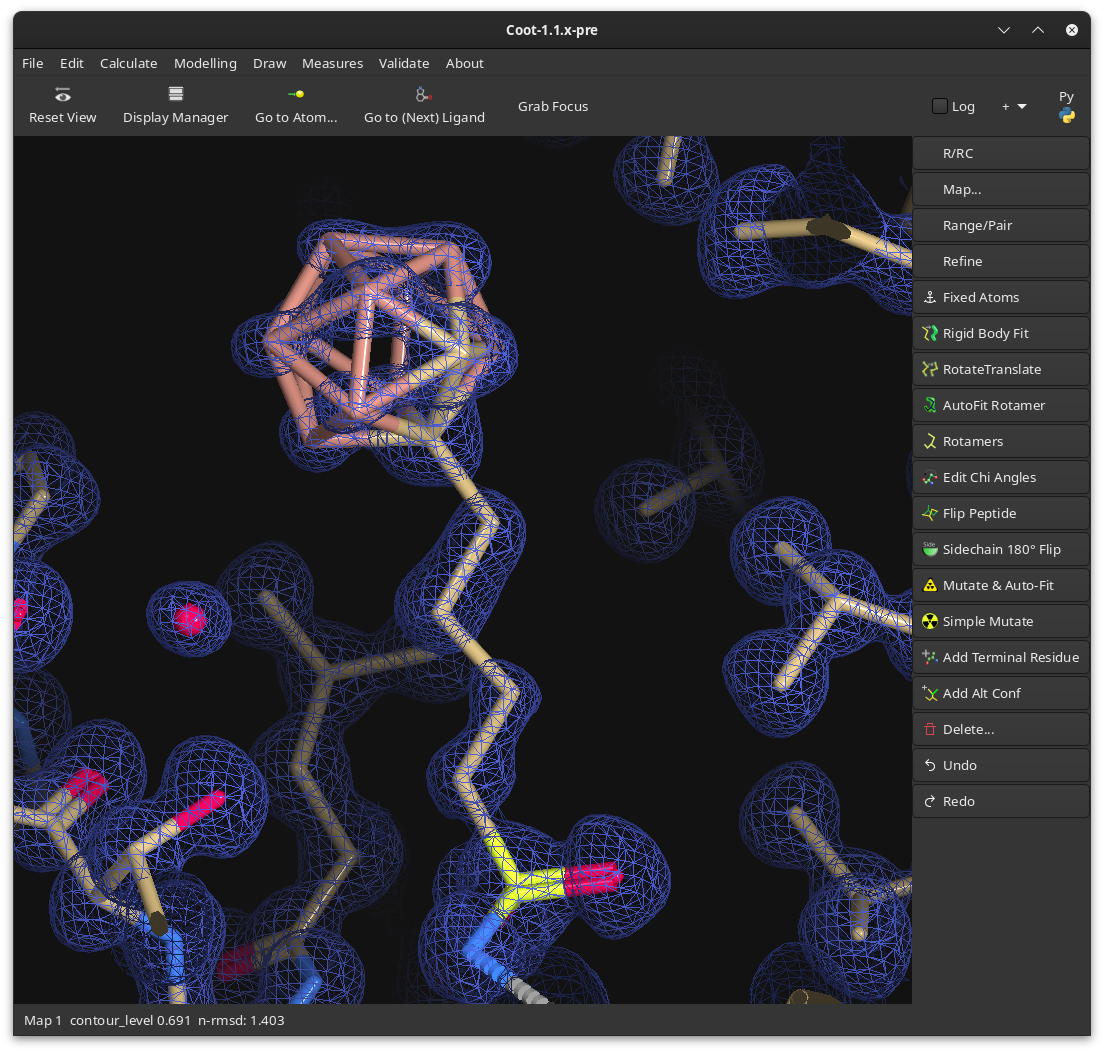 Coot-1.1.x-pre
File Edit Calculate Modelling Draw Measures Validate About
Reset View Display Manager Go to Atom... Go to (Next) Ligand Grab Focus Log + Py
R/RC
Map...
Range/Pair
Refine
Fixed Atoms
Rigid Body Fit
RotateTranslate
AutoFit Rotamer
Rotamers
Edit Chi Angles
Flip Peptide
Side
Sidechain 180° Flip
Mutate & Auto-Fit
Simple Mutate
Add Terminal Residue
Add Alt Conf
Delete...
Undo
Redo
Map 1 contour_level 0.691 n-rmsd: 1.403